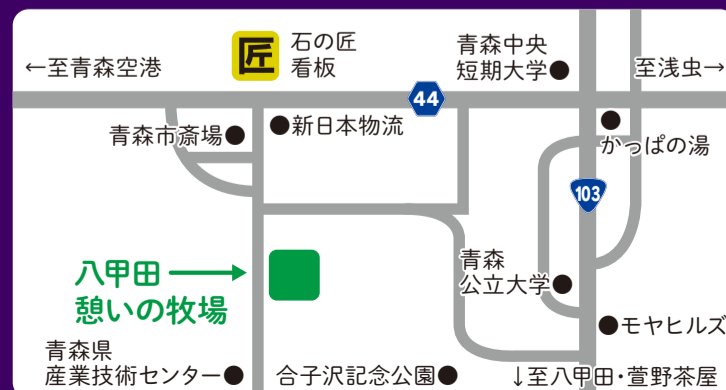 ←至青森空港
匠
石の匠
看板
青森中央
短期大学●
至浅虫→
44
青森市斎場●
●新日本物流
●
かっぱの湯
103
八甲田→
憩いの牧場
青森
公立大学●
●モヤヒルズ
青森県
産業技術センター●
合子沢記念公園●
↓至八甲田・萱野茶屋